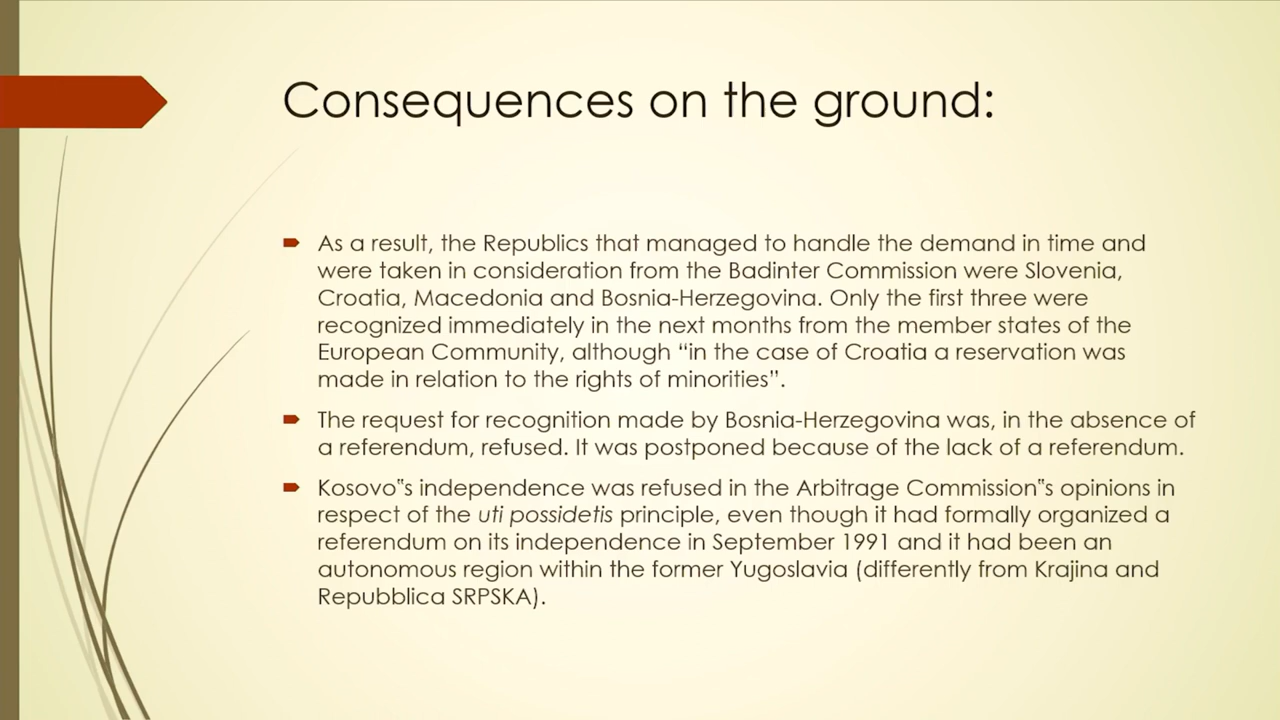 Consequences on the ground:
As a result, the Republics that managed to handle the demand in time and
were taken in consideration from the Badinter Commission were Slovenia,
Croatia, Macedonia and Bosnia-Herzegovina. Only the first three were
recognized immediately in the next months from the member states of the
European Community, although “in the case of Croatia a reservation was
made in relation to the rights of minorities”.
The request for recognition made by Bosnia-Herzegovina was, in the absence of
a referendum, refused. It was postponed because of the lack of a referendum.
Kosovo‟s independence was refused in the Arbitrage Commission‟s opinions in
respect of the uti possidetis principle, even though it had formally organized a
referendum on its independence in September 1991 and it had been an
autonomous region within the former Yugoslavia (differently from Krajina and
Repubblica SRPSKA).